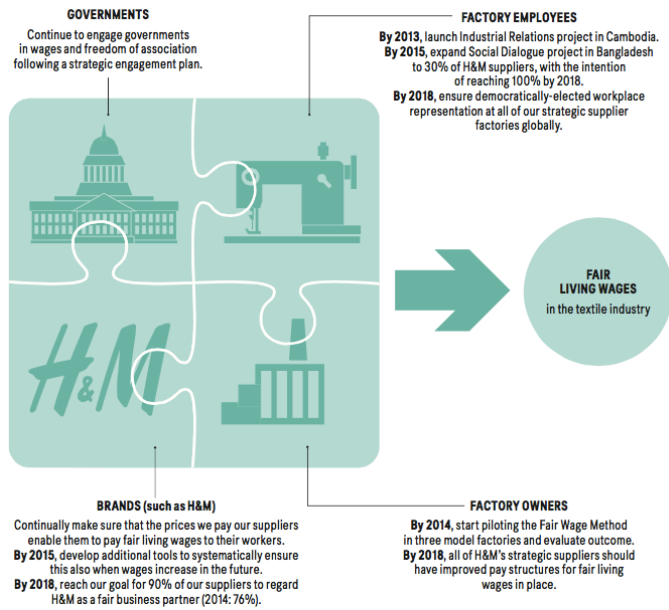 GOVERNMENTS
Continue to engage governments
in wages and freedom of association
following a strategic engagement plan.
FACTORY EMPLOYEES
By 2013, launch Industrial Relations project in Cambodia.
By 2015, expand Social Dialogue project in Bangladesh
to 30% of H&M suppliers, with the intention
of reaching 100% by 2018.
By 2018, ensure democratically-elected workplace
representation at all of our strategic supplier
factories globally.
H&M
FAIR
LIVING WAGES
in the textile industry
BRANDS (such as H&M)
Continually make sure that the prices we pay our suppliers
enable them to pay fair living wages to their workers.
By 2015, develop additional tools to systematically ensure
this also when wages increase in the future.
By 2018, reach our goal for 90% of our suppliers to regard
H&M as a fair business partner (2014: 76%).
FACTORY OWNERS
By 2014, start piloting the Fair Wage Method
in three model factories and evaluate outcome.
By 2018, all of H&M's strategic suppliers should
have improved pay structures for fair living
wages in place.